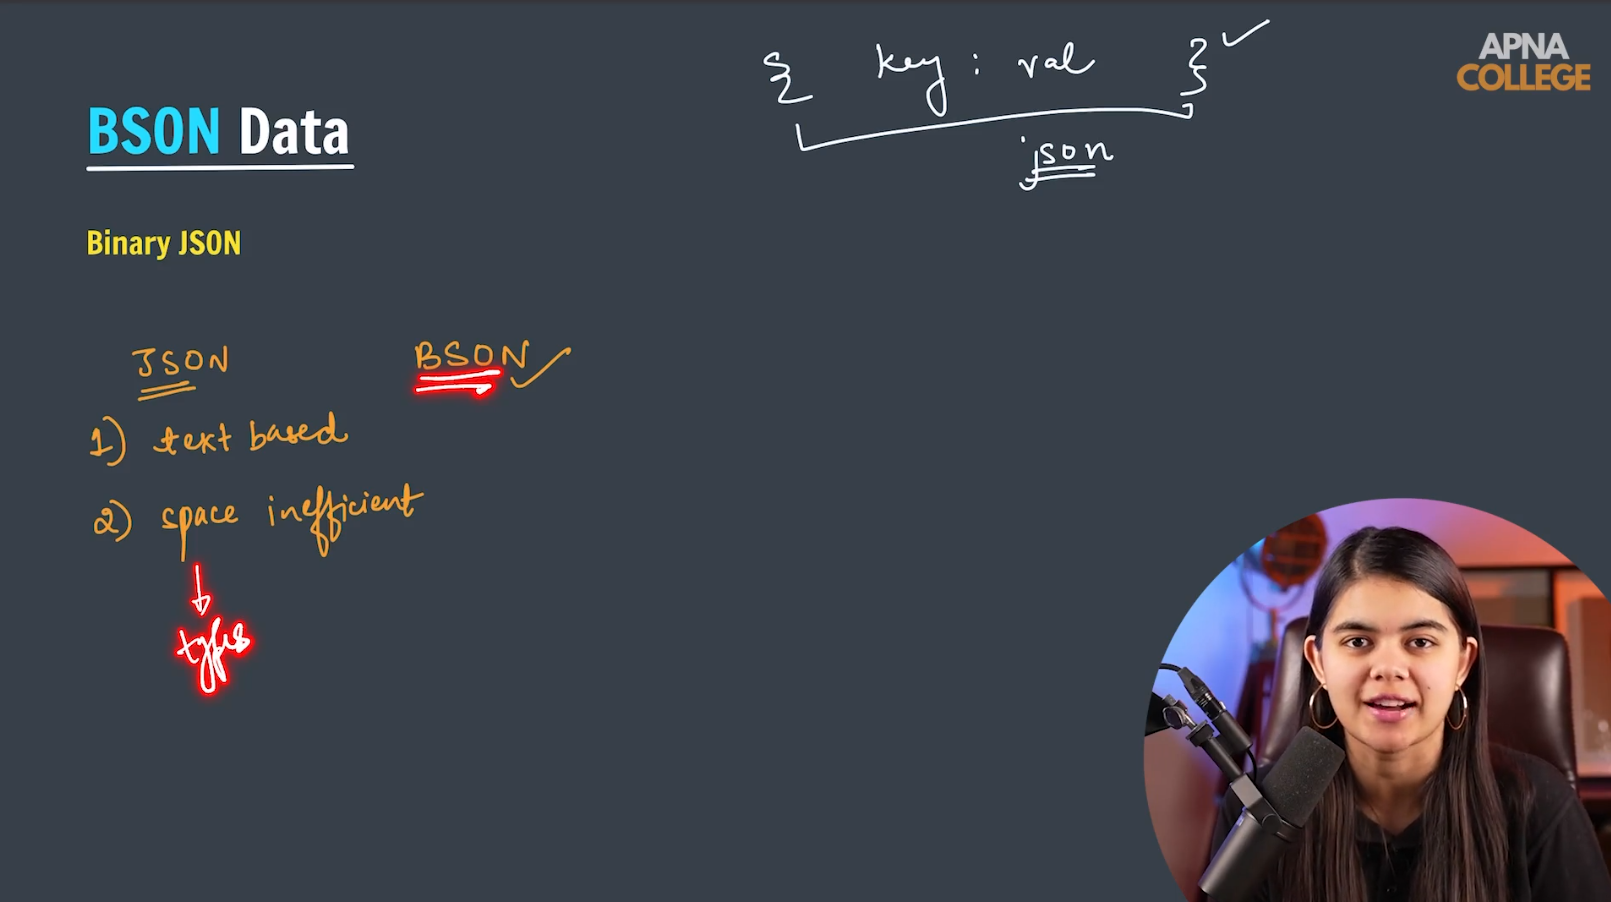 { key : val }
json
APNA
COLLEGE
BSON Data
Binary JSON
JSON BSON
1) text based
2) space inefficient
types